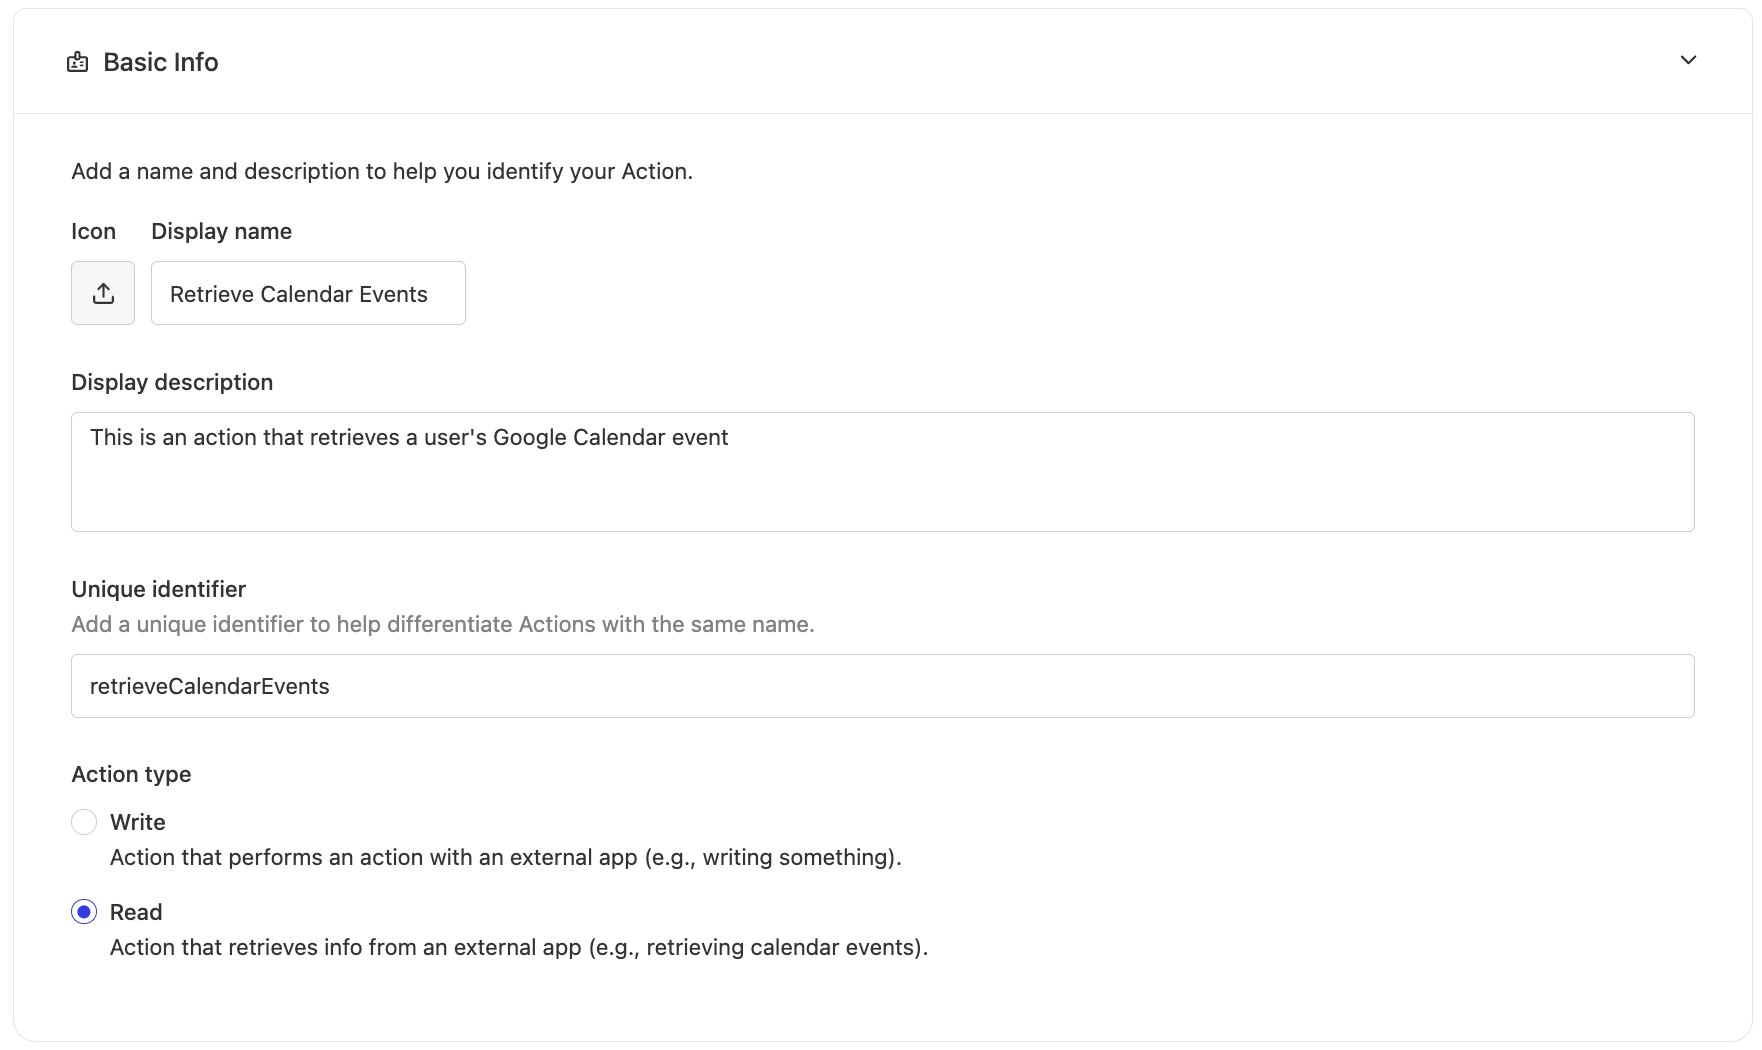 Basic Info
Add a name and description to help you identify your Action.
Icon
Display name
Retrieve Calendar Events
Display description
This is an action that retrieves a user's Google Calendar event
Unique identifier
Add a unique identifier to help differentiate Actions with the same name.
retrieveCalendarEvents
Action type
Write
Action that performs an action with an external app (e.g., writing something).
Read
Action that retrieves info from an external app (e.g., retrieving calendar events).